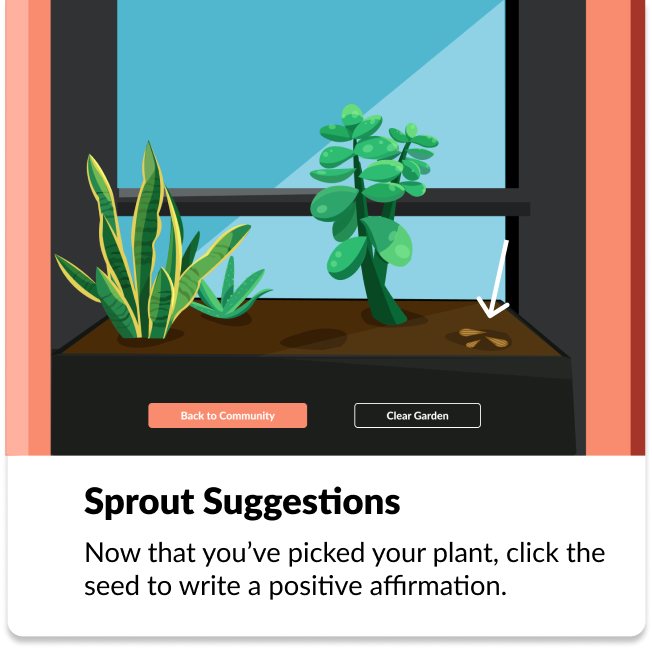 Back to Community
Clear Garden
Sprout Suggestions
Now that you’ve picked your plant, click the
seed to write a positive affirmation.